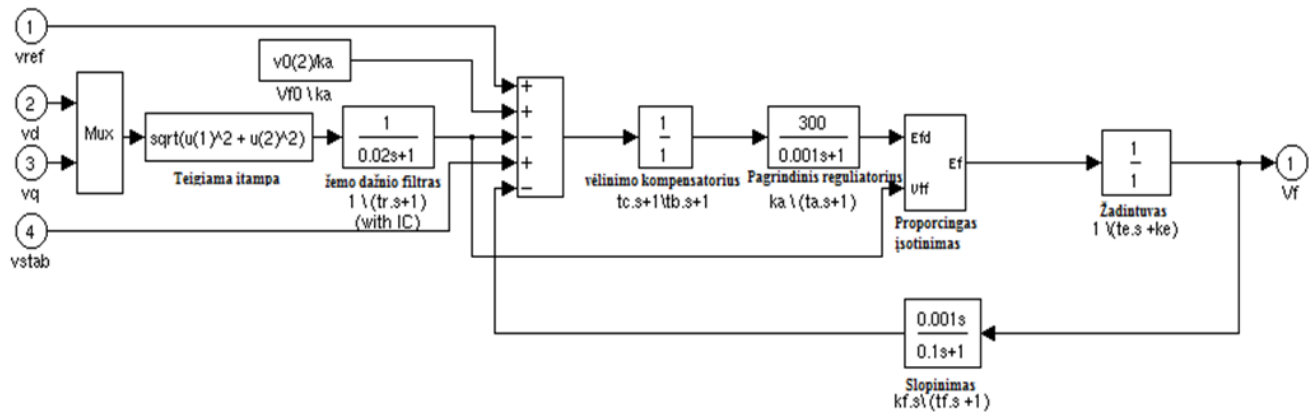 1
vref
2
vd
3
vq
4
vstab
Mux
v0(2)/ka
Vf0 \ ka
sqrt(u(1)^2 + u(2)^2)
Teigiama įtampa
1
0.02s+1
žemo dažnio filtras
1 \ (tr.s+1)
(with IC)
+
+
−
+
−
1
1
vėlinimo kompensatorius
tc.s+1\tb.s+1
300
0.001s+1
Pagrindinis reguliatorius
ka \ (ta.s+1)
Efd
Ef
Vtf
Proporcingas
įsotinimas
1
1
Žadintuvas
1 \(te.s +ke)
1
Vf
0.001s
0.1s+1
Slopinimas
kf.s\ (tf.s +1)